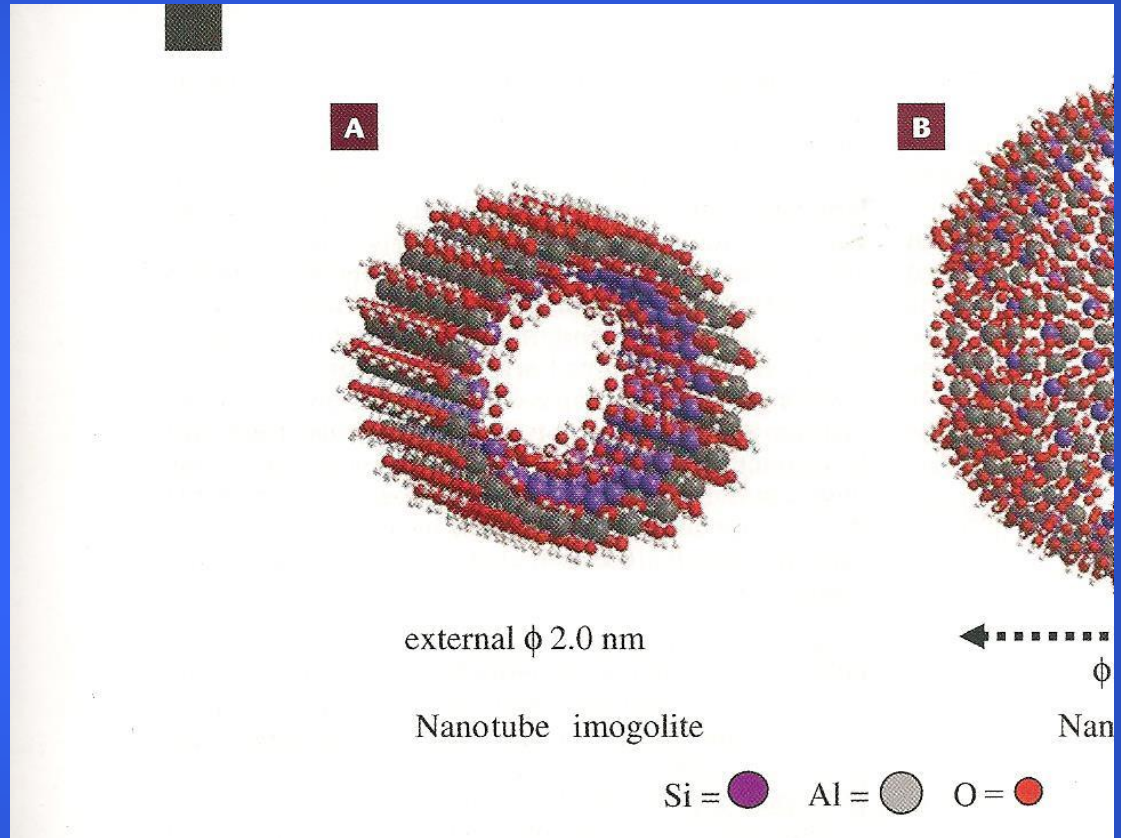 A
B
external ϕ 2.0 nm
ϕ
Nanotube imogolite
Nan
Si = Al = O =